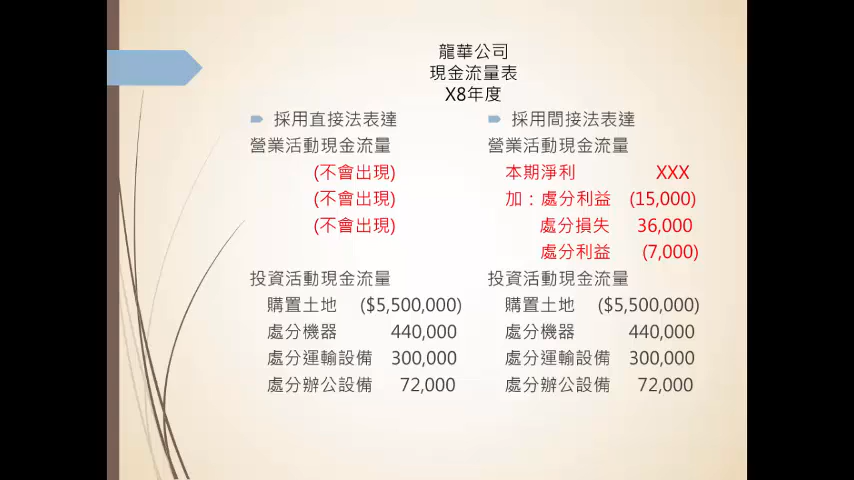 龍華公司
現金流量表
X8年度
採用直接法表達
營業活動現金流量
(不會出現)
(不會出現)
(不會出現)
投資活動現金流量
購置土地 ($5,500,000)
處分機器 440,000
處分運輸設備 300,000
處分辦公設備 72,000
採用間接法表達
營業活動現金流量
本期淨利 XXX
加：處分利益 (15,000)
處分損失 36,000
處分利益 (7,000)
投資活動現金流量
購置土地 ($5,500,000)
處分機器 440,000
處分運輸設備 300,000
處分辦公設備 72,000